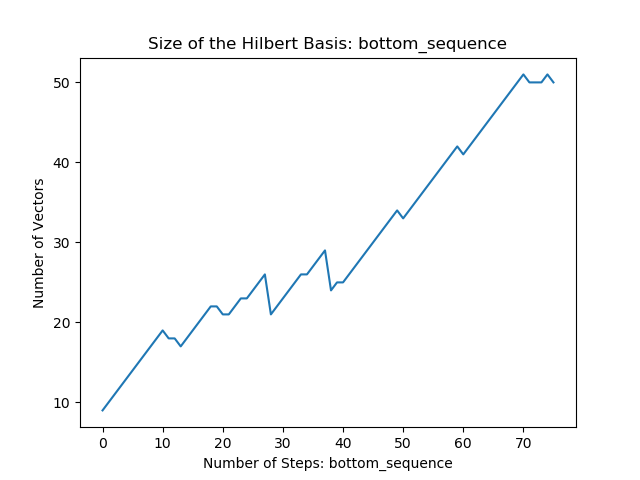 Size of the Hilbert Basis: bottom_sequence
50
40
30
20
10
Number of Vectors
0 10 20 30 40 50 60 70
Number of Steps: bottom_sequence